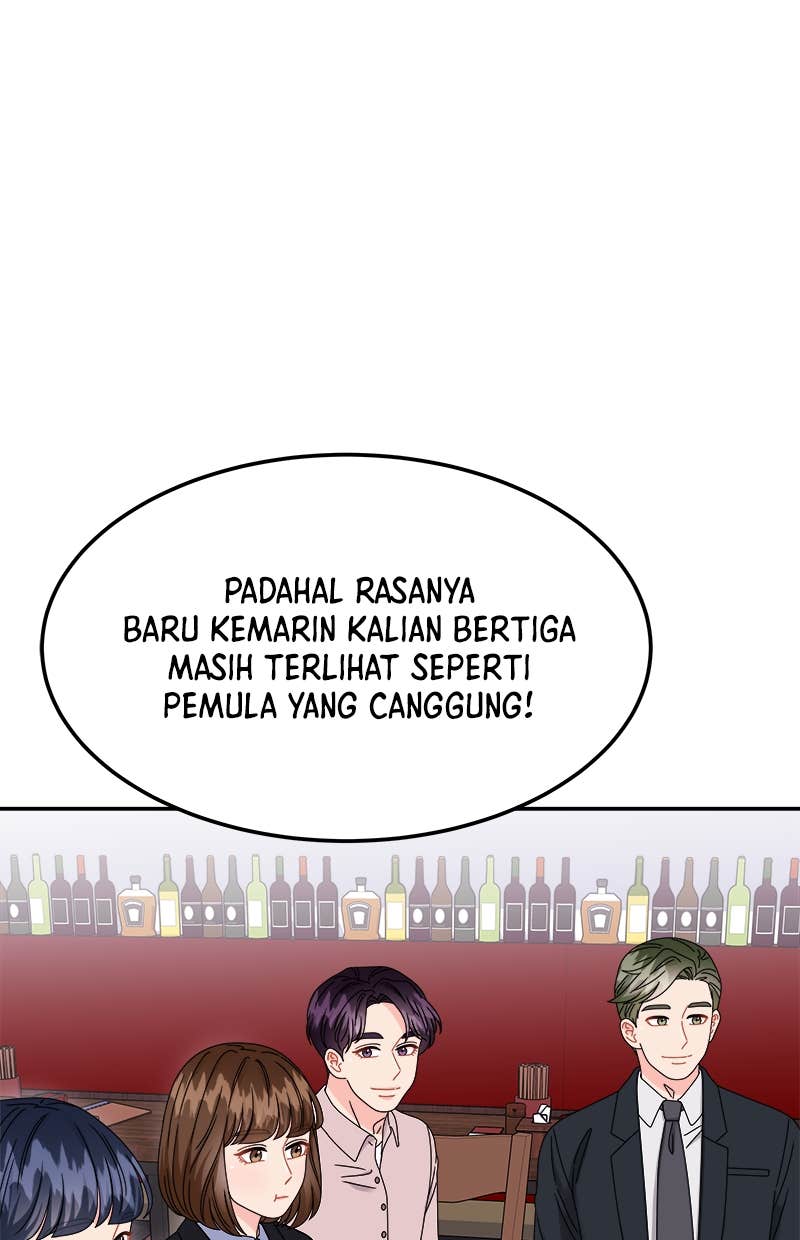 PADAHAL RASANYA
BARU KEMARIN KALIAN BERTIGA
MASIH TERLIHAT SEPERTI
PEMULA YANG CANGGUNG!